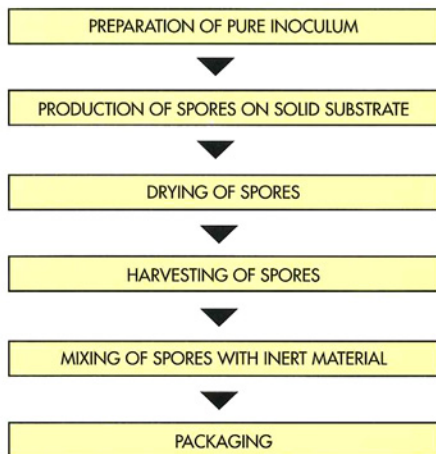 PREPARATION OF PURE INOCULUM
PRODUCTION OF SPORES ON SOLID SUBSTRATE
DRYING OF SPORES
HARVESTING OF SPORES
MIXING OF SPORES WITH INERT MATERIAL
PACKAGING